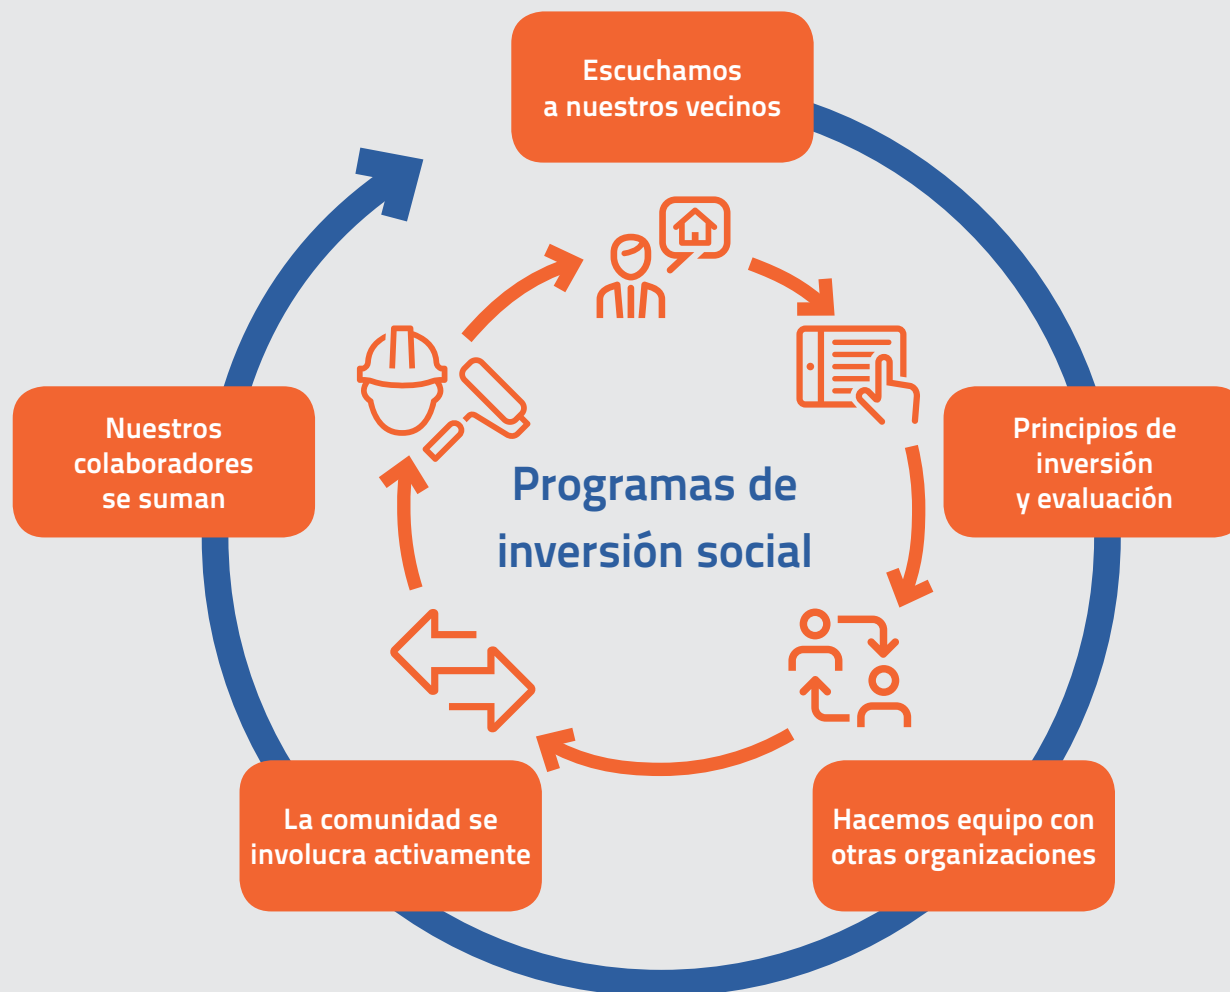 Escuchamos
a nuestros vecinos
Principios de
inversión
y evaluación
Hacemos equipo con
otras organizaciones
La comunidad se
involucra activamente
Nuestros
colaboradores
se suman
Programas de
inversión social